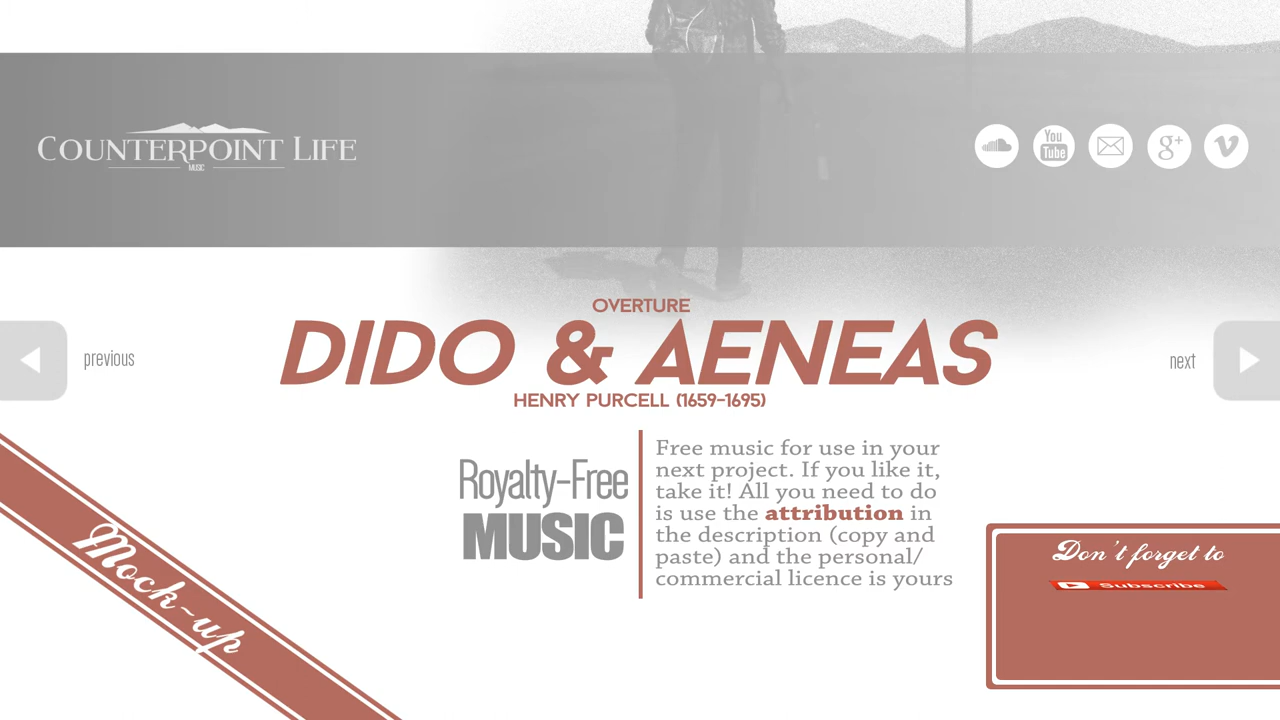 COUNTERPOINT LIFE
MUSIC
You
Tube
g+
OVERTURE
DIDO & AENEAS
HENRY PURCELL (1659-1695)
previous
next
Royalty-Free
MUSIC
Free music for use in your
next project. If you like it,
take it! All you need to do
is use the attribution in
the description (copy and
paste) and the personal/
commercial licence is yours
Mock-up
Don't forget to
Subscribe